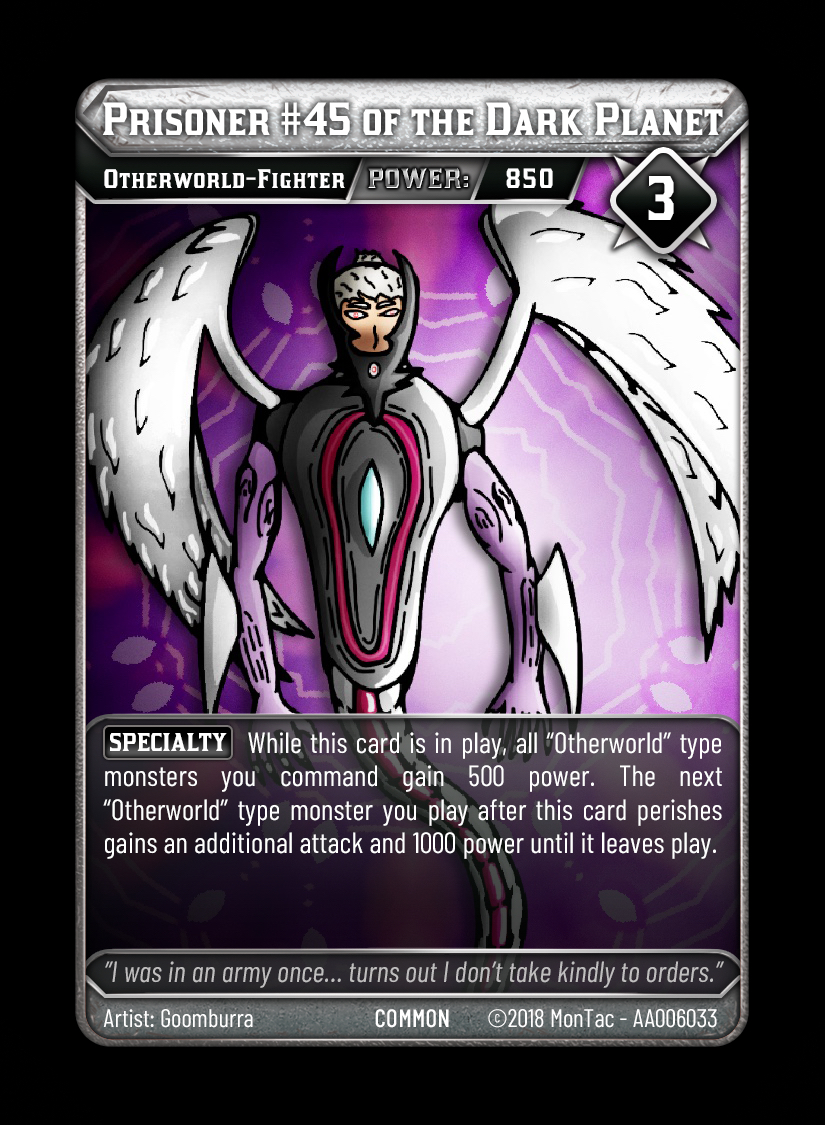 Prisoner #45 of the Dark Planet
Otherworld-Fighter POWER: 850
3
SPECIALTY While this card is in play, all “Otherworld” type
monsters you command gain 500 power. The next
“Otherworld” type monster you play after this card perishes
gains an additional attack and 1000 power until it leaves play.
“I was in an army once... turns out I don’t take kindly to orders.”
Artist: Goomburra COMMON ©2018 MonTac - AA006033